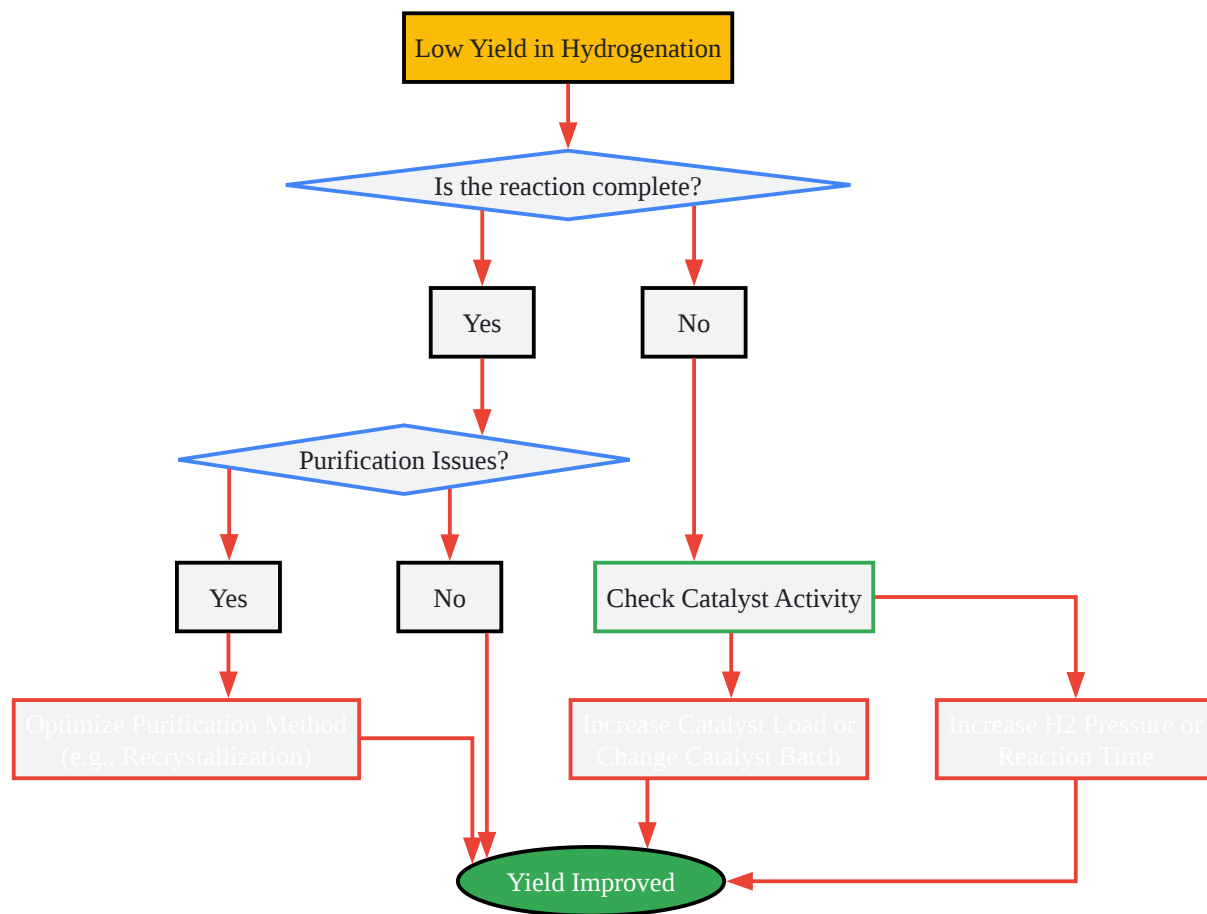 Low Yield in Hydrogenation
Is the reaction complete?
Yes
No
Purification Issues?
Yes
No
Check Catalyst Activity
Optimize Purification Method
(e.g., Recrystallization)
Increase Catalyst Load or
Change Catalyst Batch
Increase H2 Pressure or
Reaction Time
Yield Improved